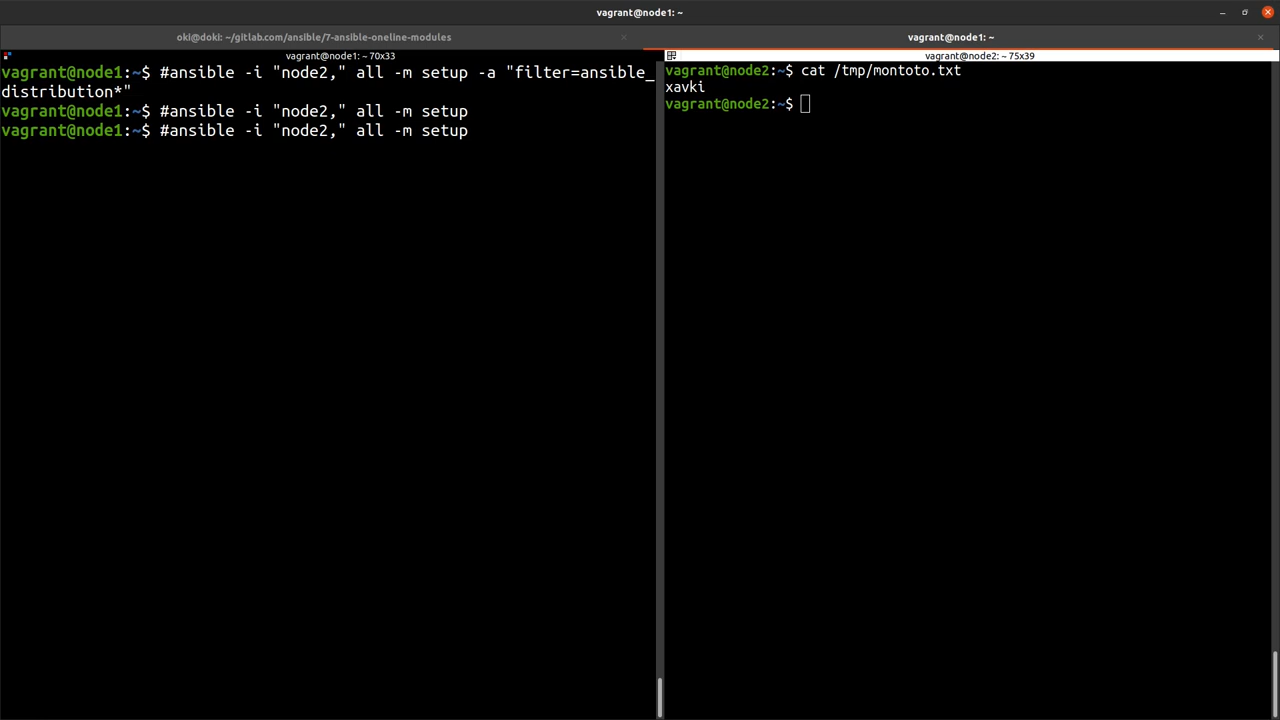 vagrant@node1: ~
oki@doki: ~/gitlab.com/ansible/7-ansible-oneline-modules
vagrant@node1: ~
vagrant@node1: ~ 70x33
vagrant@node1:~$ #ansible -i "node2," all -m setup -a "filter=ansible_
distribution*"
vagrant@node1:~$ #ansible -i "node2," all -m setup
vagrant@node1:~$ #ansible -i "node2," all -m setup
vagrant@node2: ~ 75x39
vagrant@node2:~$ cat /tmp/montoto.txt
xavki
vagrant@node2:~$